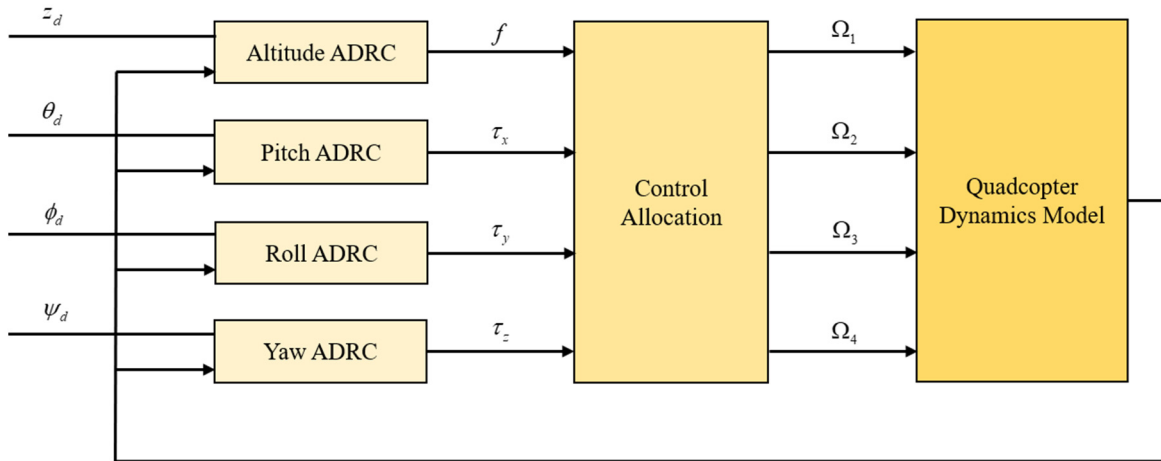 z_d
Altitude ADRC
f
Ω_1
θ_d
Pitch ADRC
τ_x
Ω_2
Control
Allocation
Quadcopter
Dynamics Model
ϕ_d
Roll ADRC
τ_y
Ω_3
ψ_d
Yaw ADRC
τ_z
Ω_4